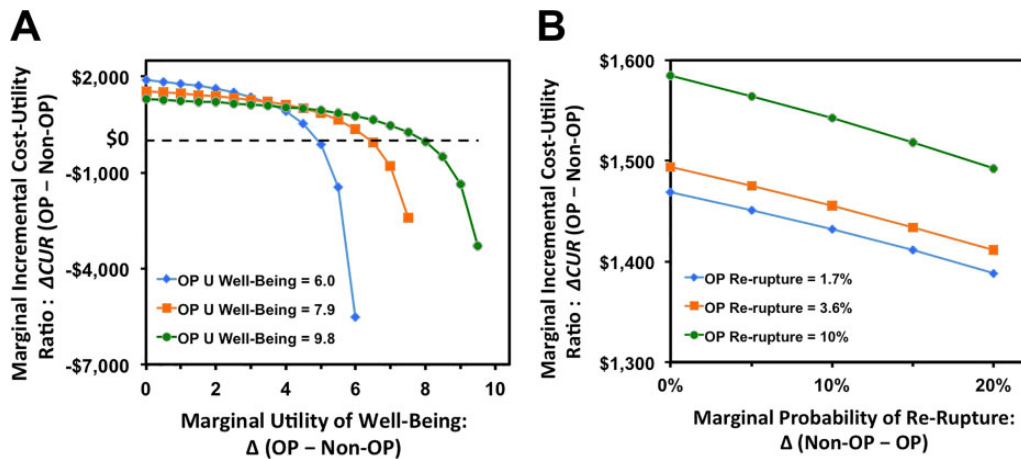 A
Marginal Incremental Cost-Utility
Ratio : ΔCUR (OP – Non-OP)
$2,000
$0
-$1,000
-$4,000
-$7,000
OP U Well-Being = 6.0
OP U Well-Being = 7.9
OP U Well-Being = 9.8
0 2 4 6 8 10
Marginal Utility of Well-Being:
Δ (OP – Non-OP)
B
Marginal Incremental Cost-Utility
Ratio : ΔCUR (OP – Non-OP)
$1,600
$1,500
$1,400
$1,300
OP Re-rupture = 1.7%
OP Re-rupture = 3.6%
OP Re-rupture = 10%
0% 10% 20%
Marginal Probability of Re-Rupture:
Δ (Non-OP – OP)